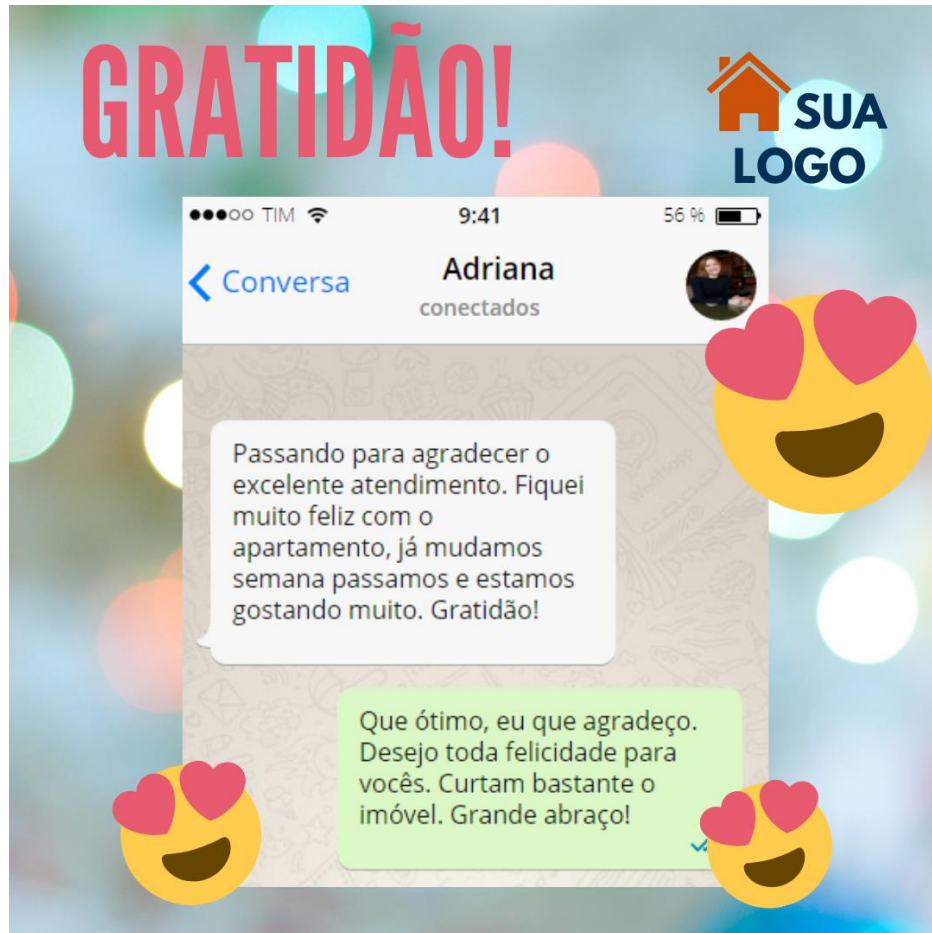 GRATIDÃO!
SUA
LOGO
TIM 9:41 56 %
Conversa Adriana
conectados
Passando para agradecer o
excelente atendimento. Fiquei
muito feliz com o
apartamento, já mudamos
semana passamos e estamos
gostando muito. Gratidão!
Que ótimo, eu que agradeço.
Desejo toda felicidade para
vocês. Curtam bastante o
imóvel. Grande abraço!